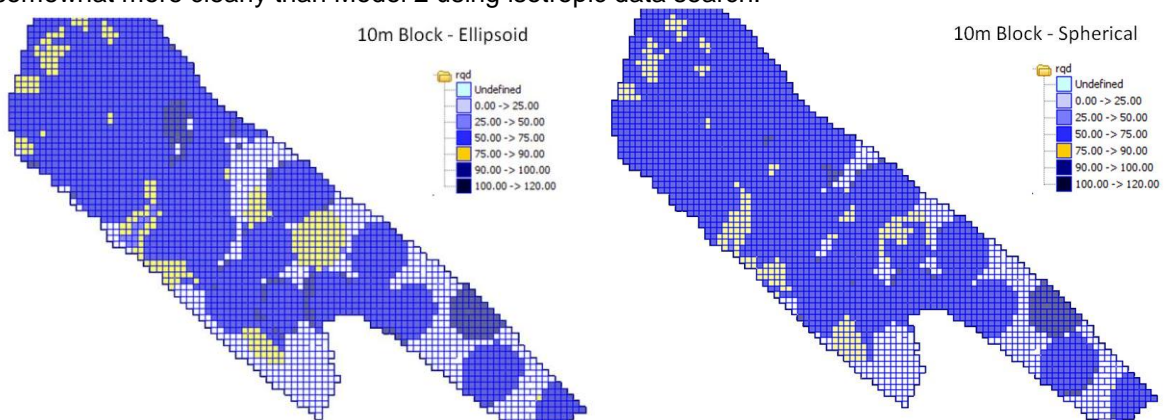 somewhat more clearly than Model 2 using isotropic data search.
10m Block - Ellipsoid
rqd
Undefined
0.00 -> 25.00
25.00 -> 50.00
50.00 -> 75.00
75.00 -> 90.00
90.00 -> 100.00
100.00 -> 120.00
10m Block - Spherical
rqd
Undefined
0.00 -> 25.00
25.00 -> 50.00
50.00 -> 75.00
75.00 -> 90.00
90.00 -> 100.00
100.00 -> 120.00